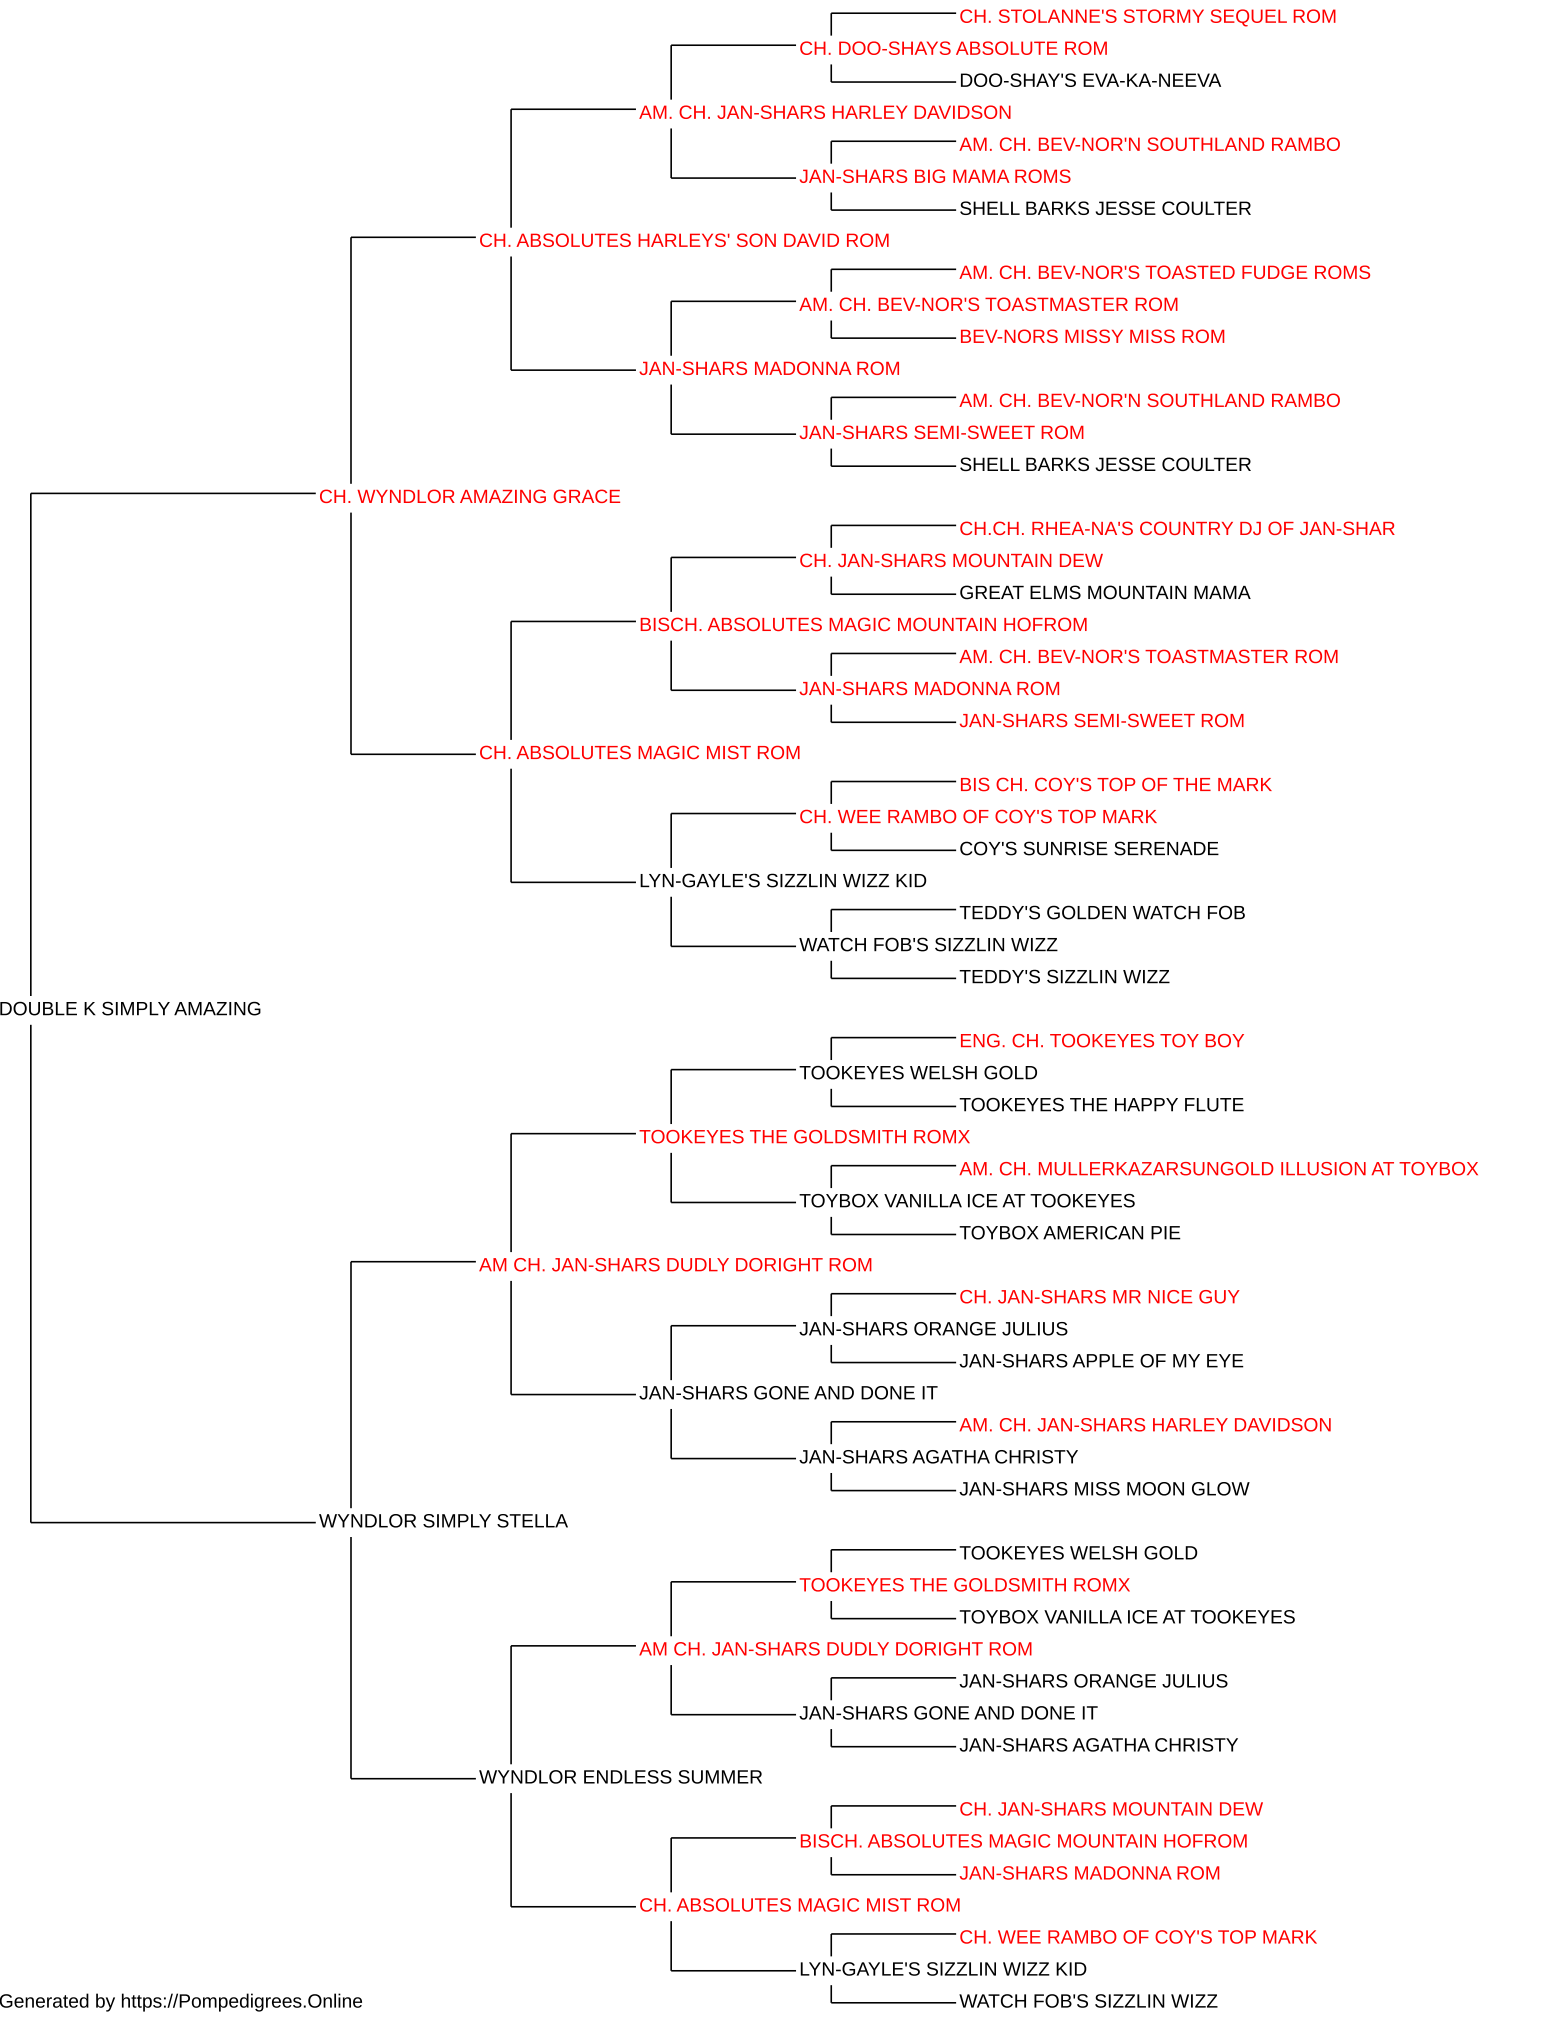 CH. STOLANNE'S STORMY SEQUEL ROM
CH. DOO-SHAYS ABSOLUTE ROM
DOO-SHAY'S EVA-KA-NEEVA
AM. CH. JAN-SHARS HARLEY DAVIDSON
AM. CH. BEV-NOR'N SOUTHLAND RAMBO
JAN-SHARS BIG MAMA ROMS
SHELL BARKS JESSE COULTER
CH. ABSOLUTES HARLEYS' SON DAVID ROM
AM. CH. BEV-NOR'S TOASTED FUDGE ROMS
AM. CH. BEV-NOR'S TOASTMASTER ROM
BEV-NORS MISSY MISS ROM
JAN-SHARS MADONNA ROM
AM. CH. BEV-NOR'N SOUTHLAND RAMBO
JAN-SHARS SEMI-SWEET ROM
SHELL BARKS JESSE COULTER
CH. WYNDLOR AMAZING GRACE
CH.CH. RHEA-NA'S COUNTRY DJ OF JAN-SHAR
CH. JAN-SHARS MOUNTAIN DEW
GREAT ELMS MOUNTAIN MAMA
BISCH. ABSOLUTES MAGIC MOUNTAIN HOFROM
AM. CH. BEV-NOR'S TOASTMASTER ROM
JAN-SHARS MADONNA ROM
JAN-SHARS SEMI-SWEET ROM
CH. ABSOLUTES MAGIC MIST ROM
BIS CH. COY'S TOP OF THE MARK
CH. WEE RAMBO OF COY'S TOP MARK
COY'S SUNRISE SERENADE
LYN-GAYLE'S SIZZLIN WIZZ KID
TEDDY'S GOLDEN WATCH FOB
WATCH FOB'S SIZZLIN WIZZ
TEDDY'S SIZZLIN WIZZ
DOUBLE K SIMPLY AMAZING
ENG. CH. TOOKEYES TOY BOY
TOOKEYES WELSH GOLD
TOOKEYES THE HAPPY FLUTE
TOOKEYES THE GOLDSMITH ROMX
AM. CH. MULLERKAZARSUNGOLD ILLUSION AT TOYBOX
TOYBOX VANILLA ICE AT TOOKEYES
TOYBOX AMERICAN PIE
AM CH. JAN-SHARS DUDLY DORIGHT ROM
CH. JAN-SHARS MR NICE GUY
JAN-SHARS ORANGE JULIUS
JAN-SHARS APPLE OF MY EYE
JAN-SHARS GONE AND DONE IT
AM. CH. JAN-SHARS HARLEY DAVIDSON
JAN-SHARS AGATHA CHRISTY
JAN-SHARS MISS MOON GLOW
WYNDLOR SIMPLY STELLA
TOOKEYES WELSH GOLD
TOOKEYES THE GOLDSMITH ROMX
TOYBOX VANILLA ICE AT TOOKEYES
AM CH. JAN-SHARS DUDLY DORIGHT ROM
JAN-SHARS ORANGE JULIUS
JAN-SHARS GONE AND DONE IT
JAN-SHARS AGATHA CHRISTY
WYNDLOR ENDLESS SUMMER
CH. JAN-SHARS MOUNTAIN DEW
BISCH. ABSOLUTES MAGIC MOUNTAIN HOFROM
JAN-SHARS MADONNA ROM
CH. ABSOLUTES MAGIC MIST ROM
CH. WEE RAMBO OF COY'S TOP MARK
LYN-GAYLE'S SIZZLIN WIZZ KID
WATCH FOB'S SIZZLIN WIZZ
Generated by https://Pompedigrees.Online